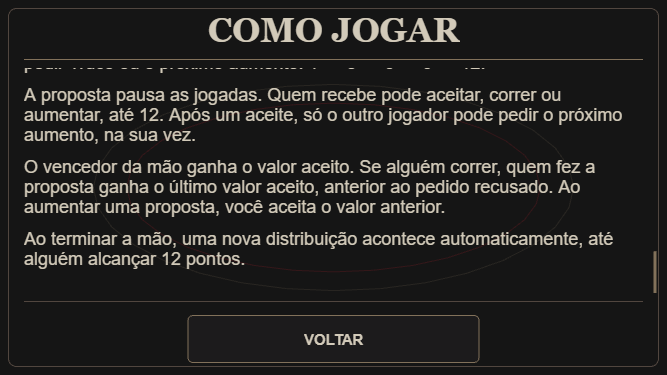 COMO JOGAR
A proposta pausa as jogadas. Quem recebe pode aceitar, correr ou
aumentar, até 12. Após um aceite, só o outro jogador pode pedir o próximo
aumento, na sua vez.
O vencedor da mão ganha o valor aceito. Se alguém correr, quem fez a
proposta ganha o último valor aceito, anterior ao pedido recusado. Ao
aumentar uma proposta, você aceita o valor anterior.
Ao terminar a mão, uma nova distribuição acontece automaticamente, até
alguém alcançar 12 pontos.
VOLTAR